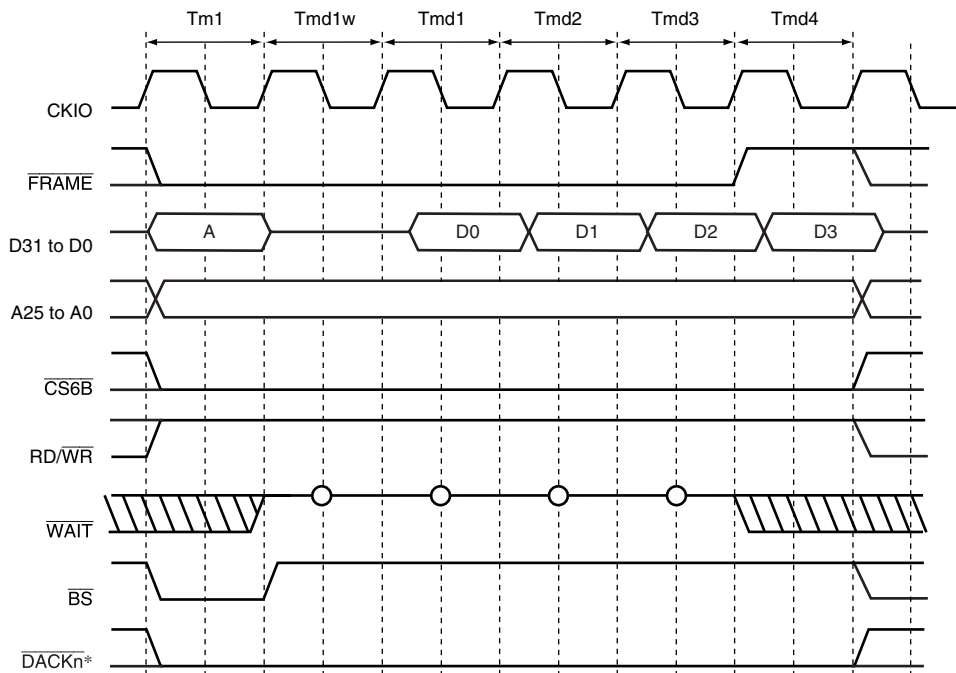 Tm1 Tmd1w Tmd1 Tmd2 Tmd3 Tmd4
CKIO
FRAME
D31 to D0 A D0 D1 D2 D3
A25 to A0
CS6B
RD/WR
WAIT
BS
DACKn*